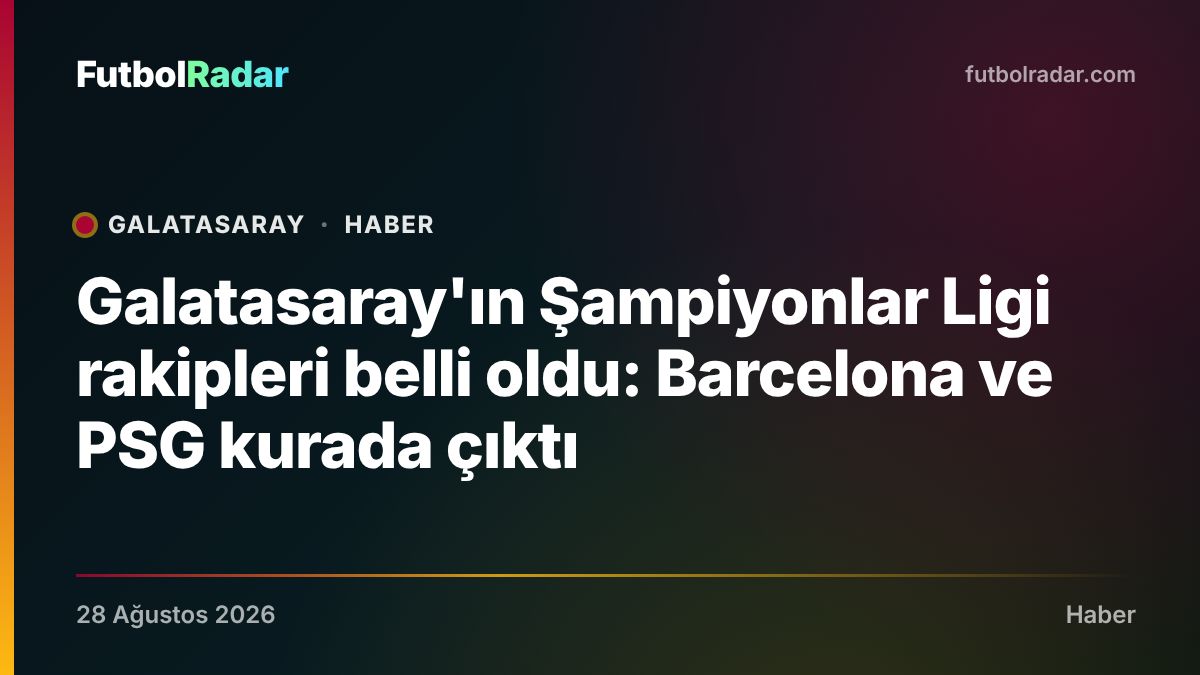 FutbolRadar
futbolradar.com
GALATASARAY · HABER
Galatasaray'ın Şampiyonlar Ligi
rakipleri belli oldu: Barcelona ve
PSG kurada çıktı
28 Ağustos 2026
Haber